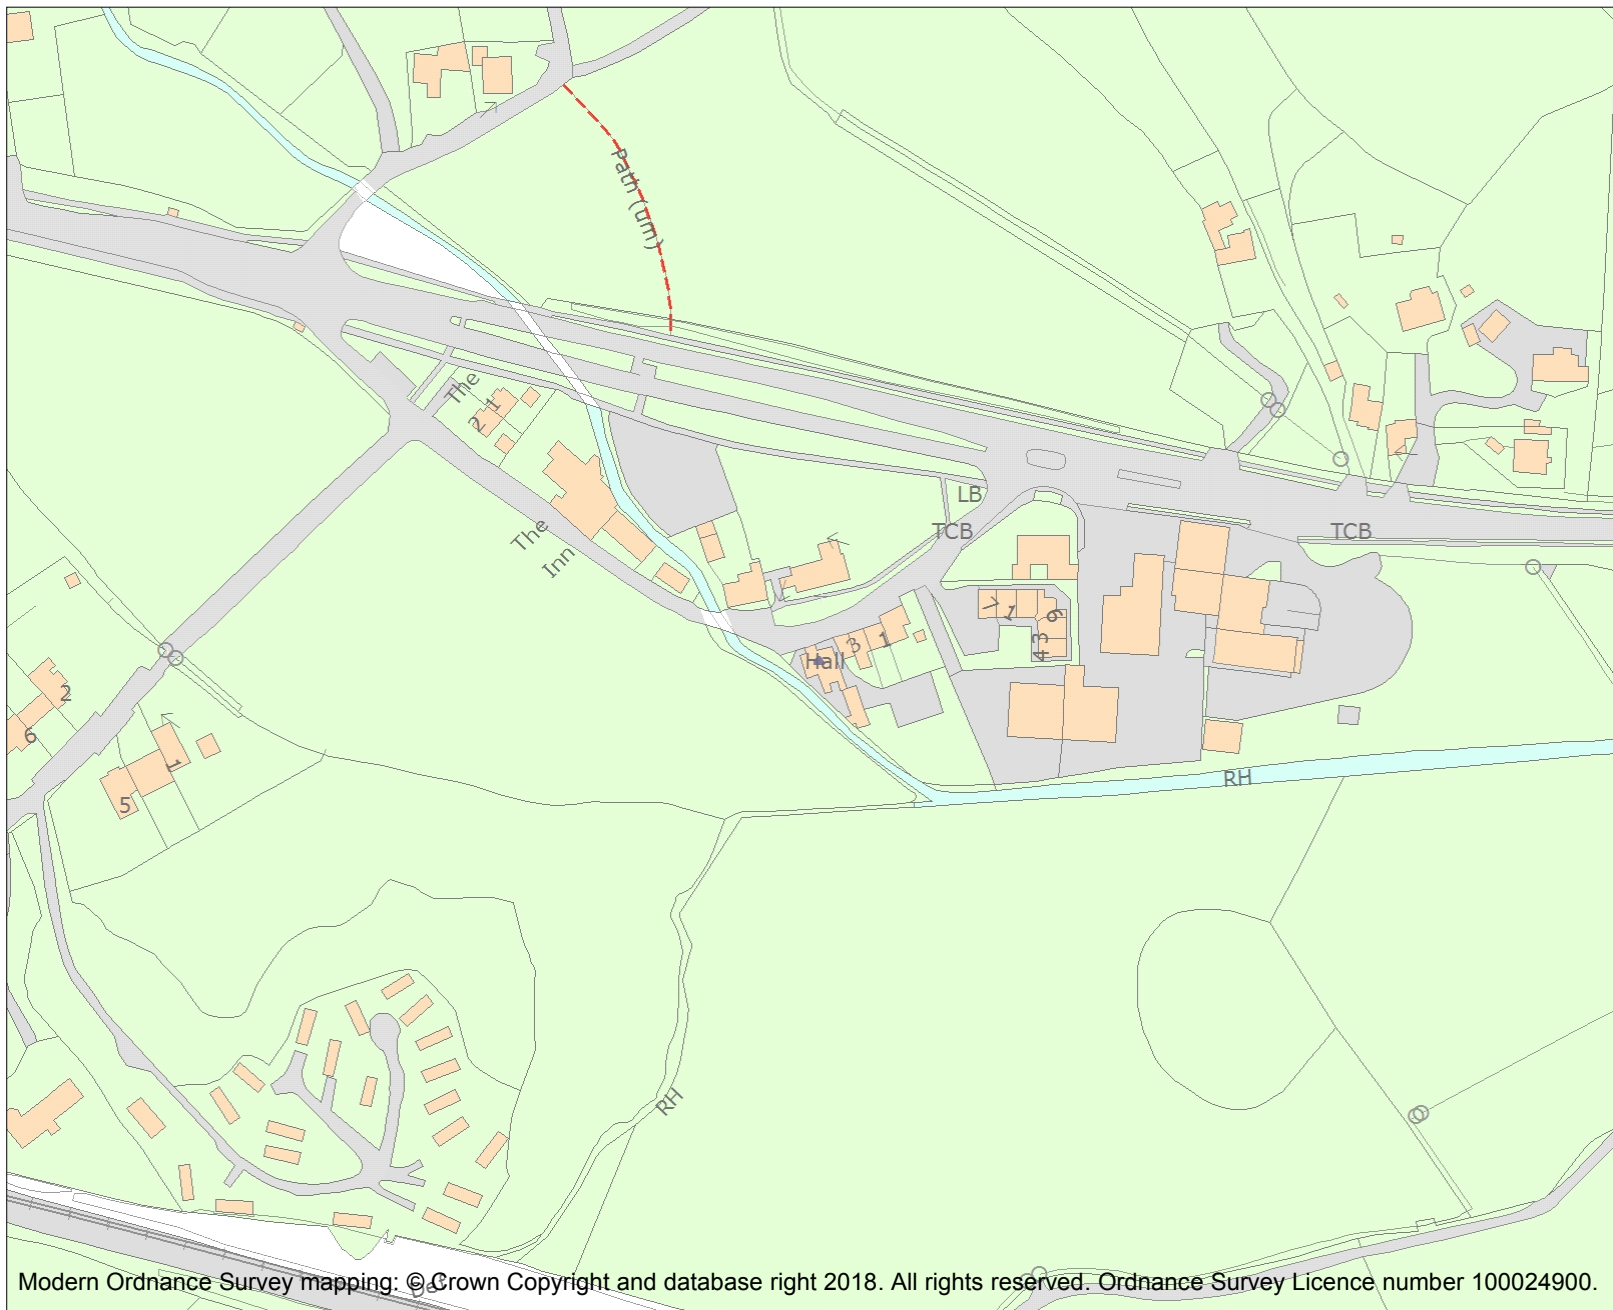 Path (um)
The
1
2
LB
TCB
TCB
The
Inn
7
1
6
3
4
3
1
Hall
2
6
1
5
RH
RH
Modern Ordnance Survey mapping: © Crown Copyright and database right 2018. All rights reserved. Ordnance Survey Licence number 100024900.